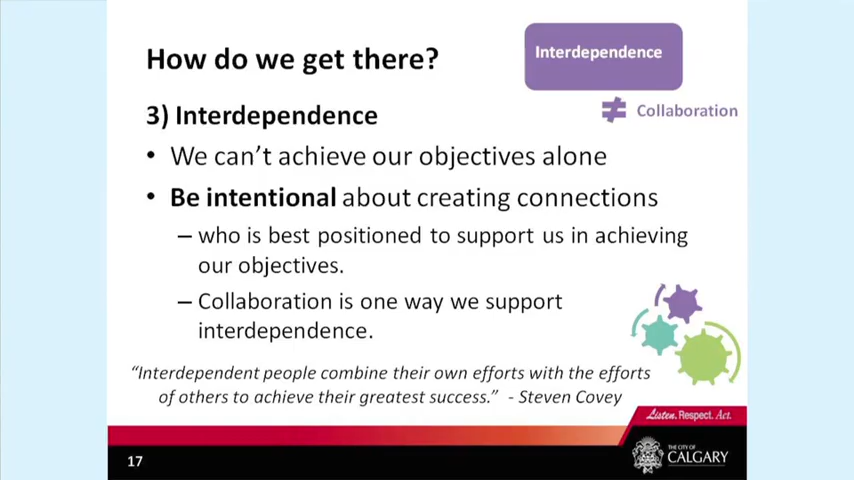 How do we get there?
Interdependence
≠ Collaboration
3) Interdependence
• We can't achieve our objectives alone
• Be intentional about creating connections
– who is best positioned to support us in achieving
our objectives.
– Collaboration is one way we support
interdependence.
“Interdependent people combine their own efforts with the efforts
of others to achieve their greatest success.” - Steven Covey
Listen. Respect. Act.
17
THE CITY OF
CALGARY